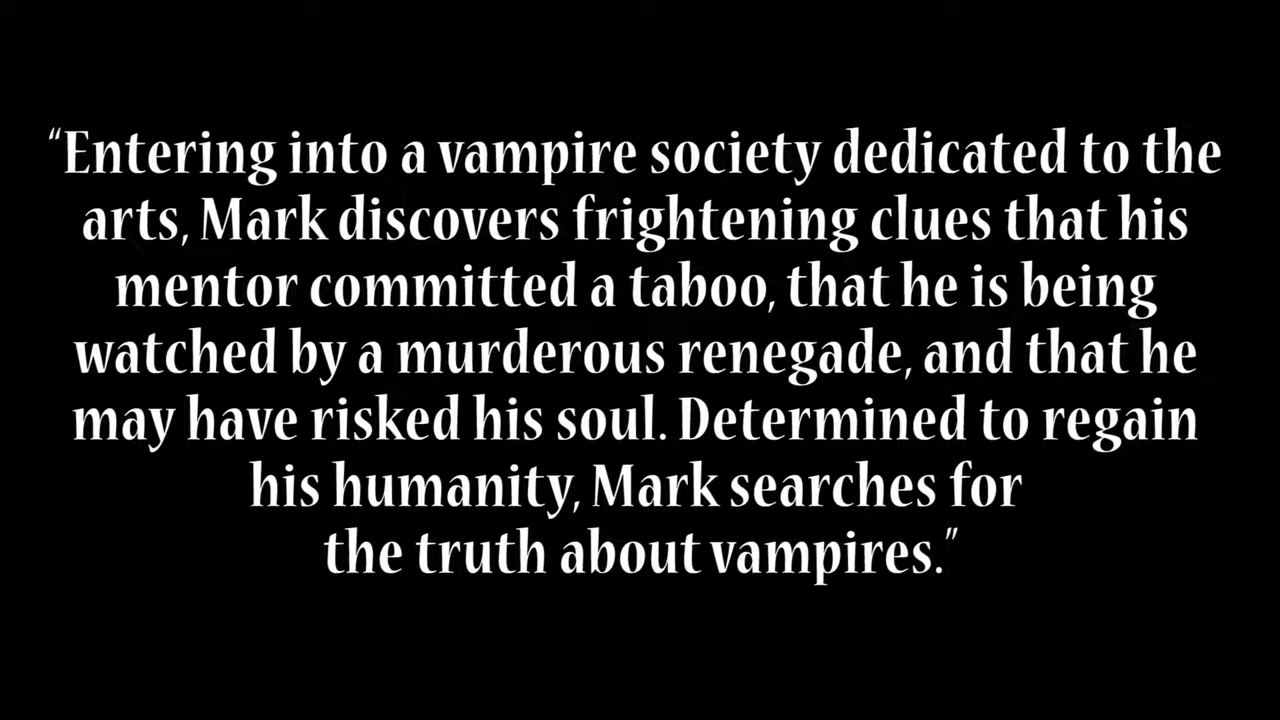 “Entering into a vampire society dedicated to the
arts, Mark discovers frightening clues that his
mentor committed a taboo, that he is being
watched by a murderous renegade, and that he
may have risked his soul. Determined to regain
his humanity, Mark searches for
the truth about vampires.”